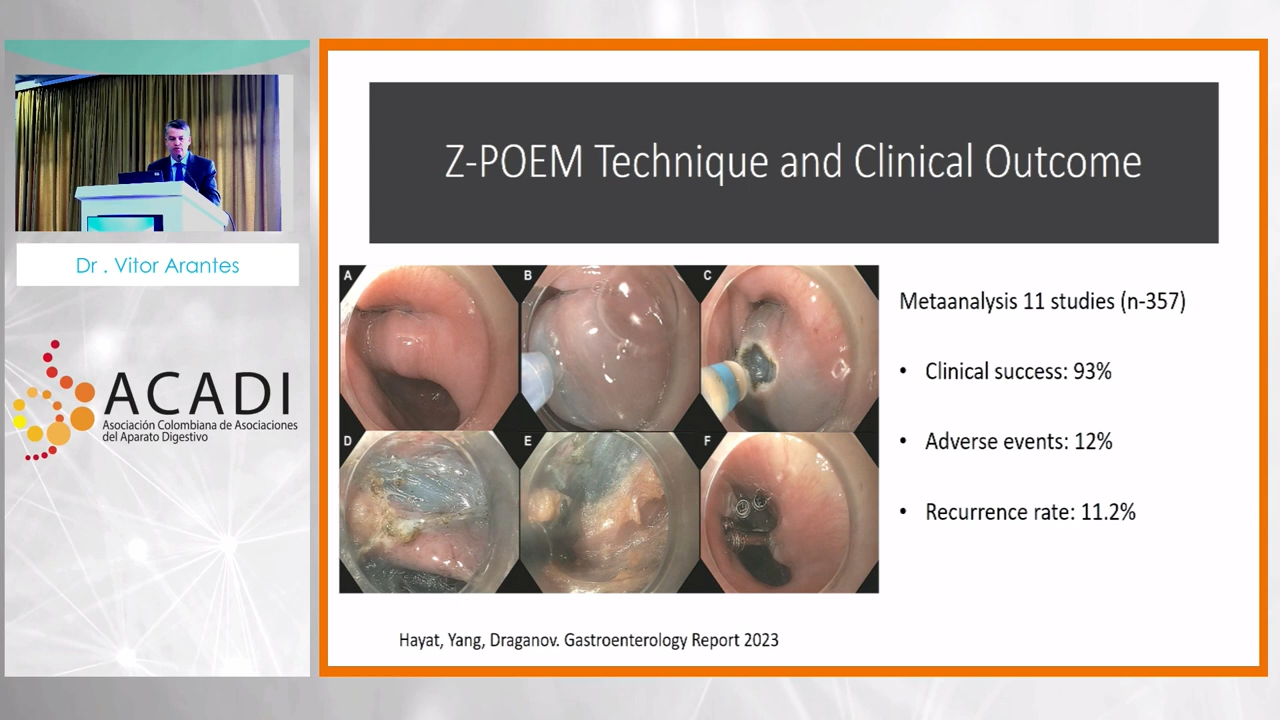 Z-POEM Technique and Clinical Outcome
Dr . Vitor Arantes
ACADI
Asociación Colombiana de Asociaciones
del Aparato Digestivo
A
B
C
D
E
F
Metaanalysis 11 studies (n-357)
• Clinical success: 93%
• Adverse events: 12%
• Recurrence rate: 11.2%
Hayat, Yang, Draganov. Gastroenterology Report 2023